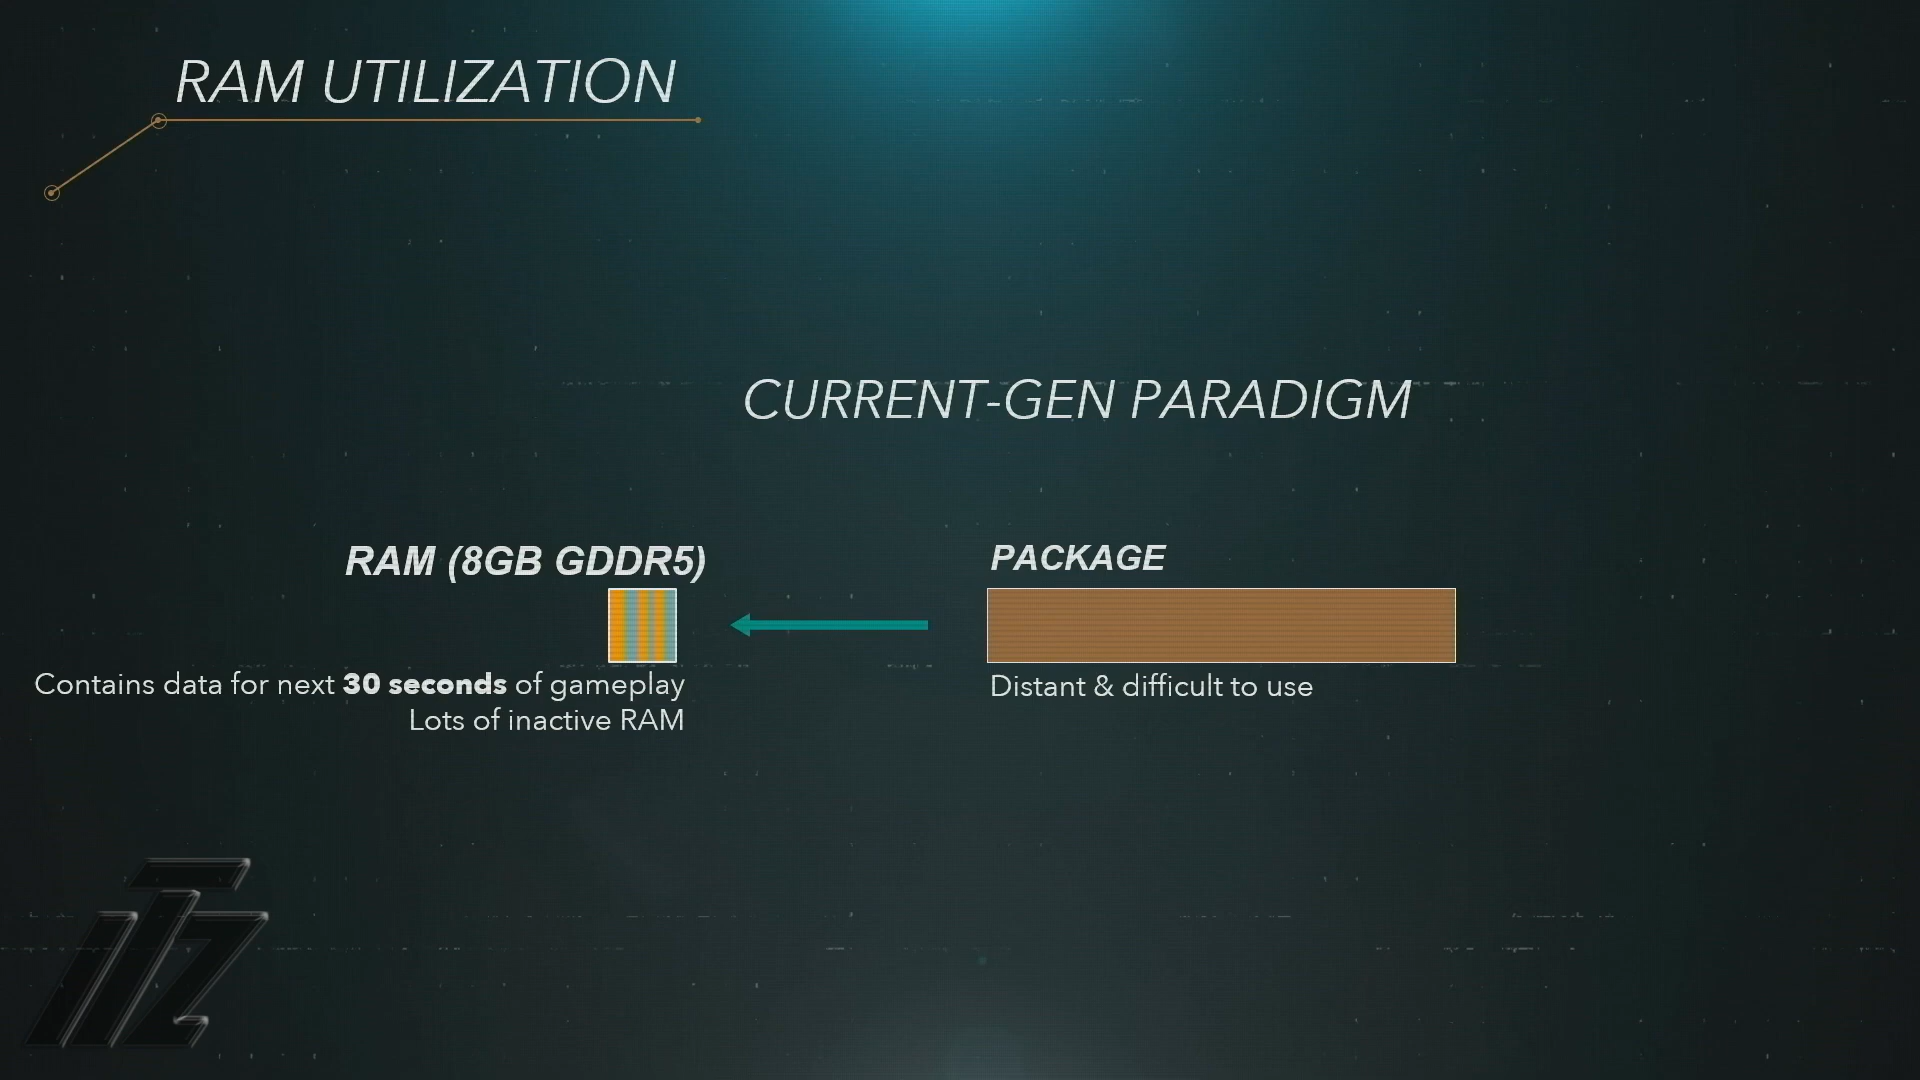 RAM UTILIZATION
CURRENT-GEN PARADIGM
RAM (8GB GDDR5)
PACKAGE
Contains data for next 30 seconds of gameplay
Lots of inactive RAM
Distant & difficult to use